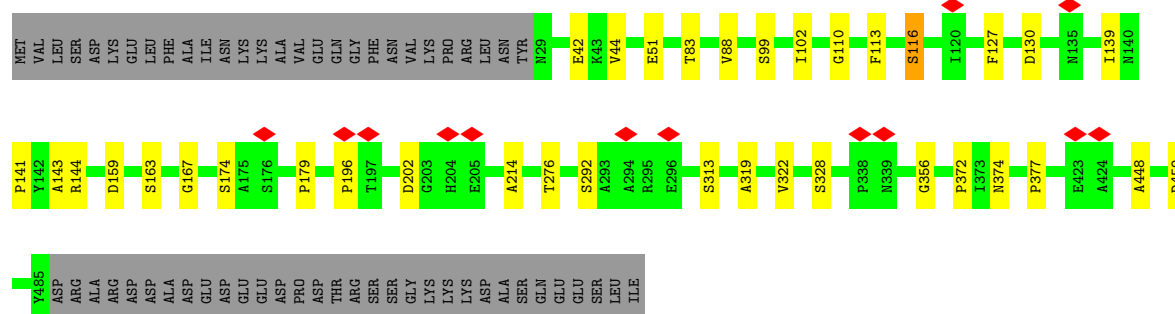 MET VAL LEU SER ASP LYS GLU LEU PHE ALA ILE ASN LYS LYS ALA VAL GLU GLN GLY PHE ASN VAL LYS PRO ARG LEU ASN TYR N29 E42 K43 V44 E51 T83 V88 S99 I102 G110 F113 S116 I120 F127 D130 N135 I139 N140
P141 Y142 A143 R144 D159 S163 G167 S174 A175 S176 P179 P196 T197 D202 G203 H204 E205 A214 T276 S292 A293 A294 R295 E296 S313 A319 V322 S328 P338 N339 G356 P372 I373 N374 P377 E423 A424 A448
Y485 ASP ARG ALA ARG ASP ASP ALA ASP GLU ASP GLU GLU ASP PRO ASP THR ARG SER SER GLY LYS LYS LYS ASP ALA SER GLN GLU GLU SER LEU ILE